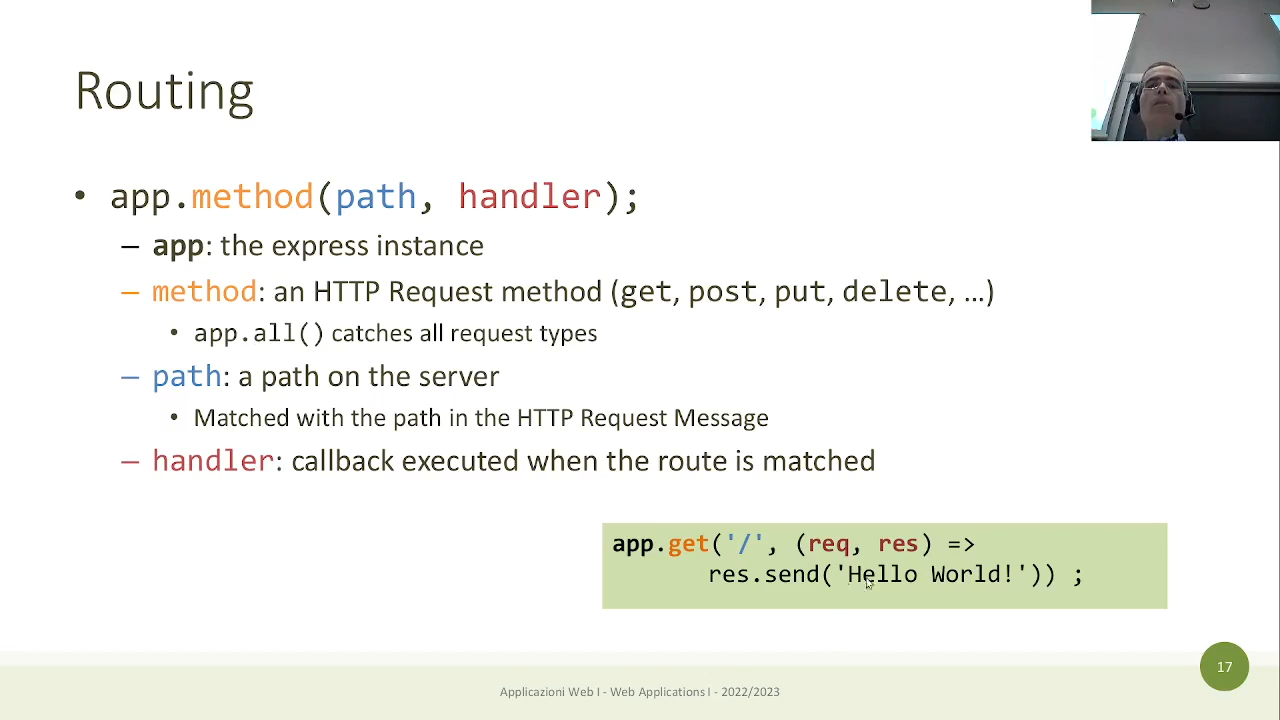 Routing
• app.method(path, handler);
– app: the express instance
– method: an HTTP Request method (get, post, put, delete, …)
• app.all() catches all request types
– path: a path on the server
• Matched with the path in the HTTP Request Message
– handler: callback executed when the route is matched
app.get('/', (req, res) =>
res.send('Hello World!')) ;
17
Applicazioni Web I - Web Applications I - 2022/2023